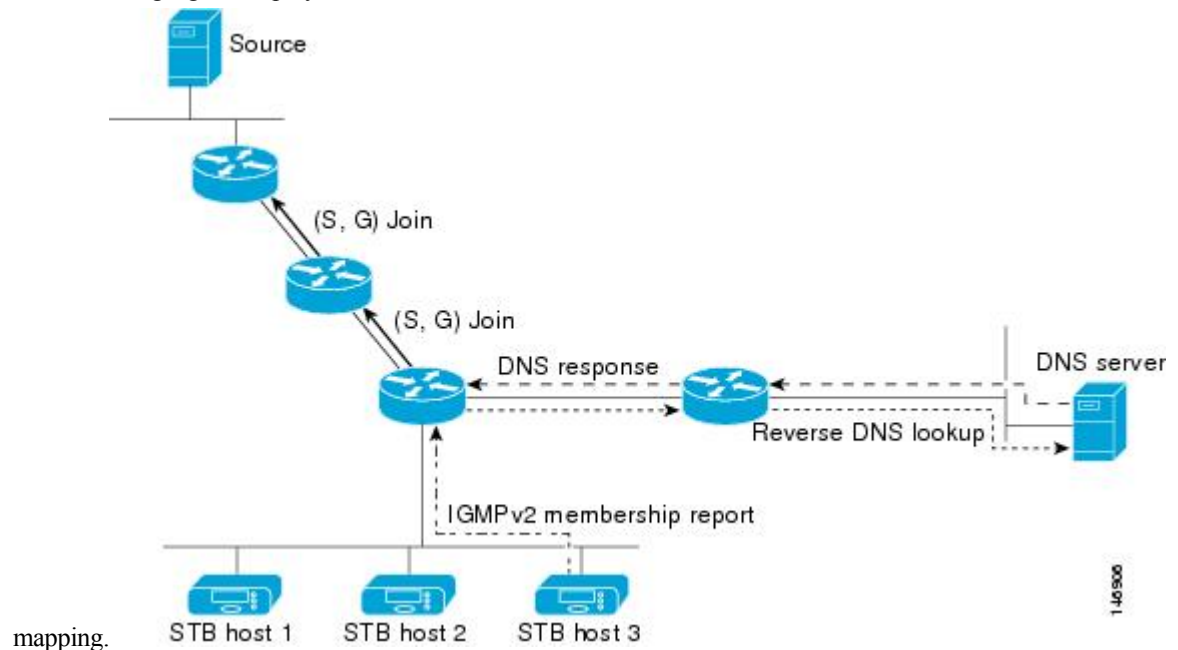 Source
(S, G) Join
(S, G) Join
DNS response
DNS server
Reverse DNS lookup
IGMPv2 membership report
146906
mapping.
STB host 1
STB host 2
STB host 3